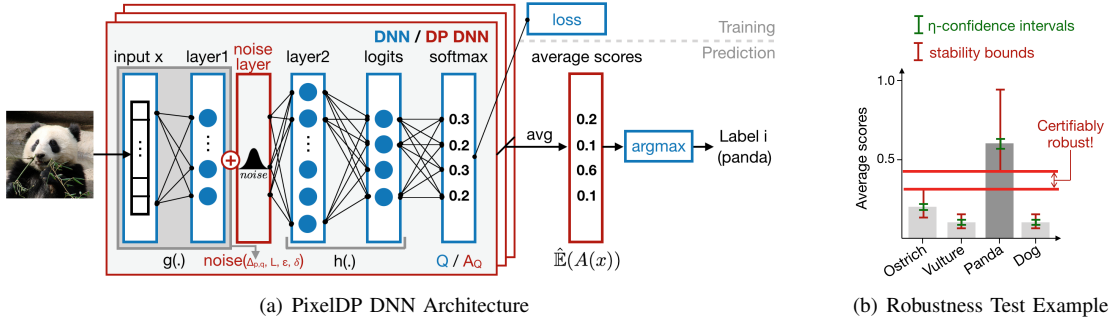 DNN / DP DNN
loss
Training
Prediction
input x
layer1
noise
layer
layer2
logits
softmax
average scores
0.3
0.2
0.3
0.2
noise
avg
0.2
0.1
0.6
0.1
argmax
Label i
(panda)
g(.)
noise(Δp,q, L, ε, δ)
h(.)
Q / AQ
𝔼̂(A(x))
(a) PixelDP DNN Architecture
η-confidence intervals
stability bounds
1.0
0.5
Average scores
Certifiably
robust!
Ostrich
Vulture
Panda
Dog
(b) Robustness Test Example